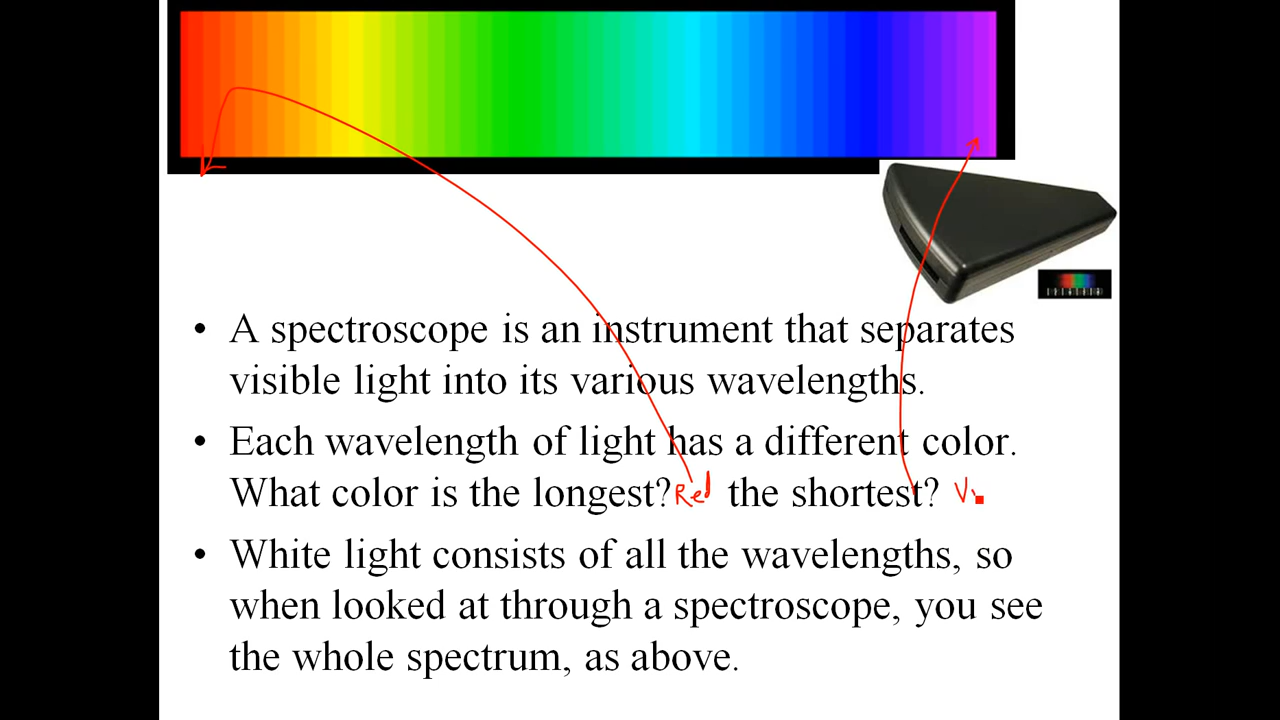 • A spectroscope is an instrument that separates
visible light into its various wavelengths.
• Each wavelength of light has a different color.
What color is the longest? Red the shortest?
• White light consists of all the wavelengths, so
when looked at through a spectroscope, you see
the whole spectrum, as above.